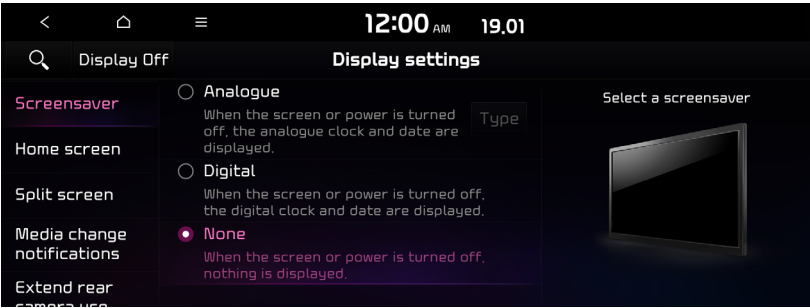 12:00 AM 19.01
Display Off Display settings
Screensaver
Home screen
Split screen
Media change
notifications
Extend rear
camera use
Analogue
When the screen or power is turned
off, the analogue clock and date are
displayed.
Type
Digital
When the screen or power is turned off,
the digital clock and date are displayed.
None
When the screen or power is turned off,
nothing is displayed.
Select a screensaver